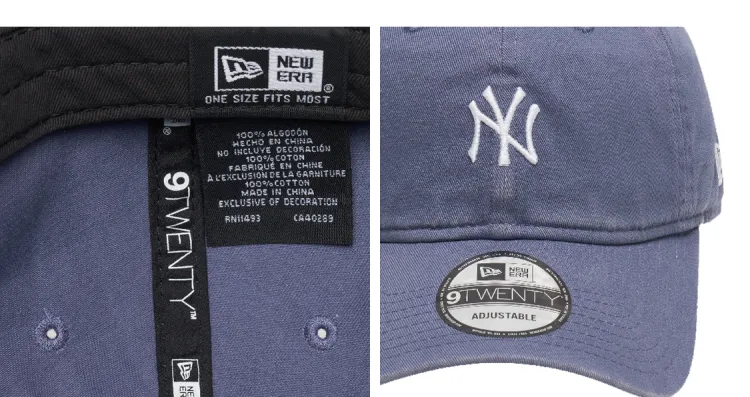 NEW
ERA
®
ONE SIZE FITS MOST
®
9TWENTY™
100% ALGODÓN
HECHO EN CHINA
NO INCLUYE DECORACIÓN
100% COTON
FABRIQUÉ EN CHINE
À L'EXCLUSION DE LA GARNITURE
100% COTTON
MADE IN CHINA
EXCLUSIVE OF DECORATION
RN11493 CA40289
NEW
ERA
NY
NEW
ERA
9TWENTY
ADJUSTABLE